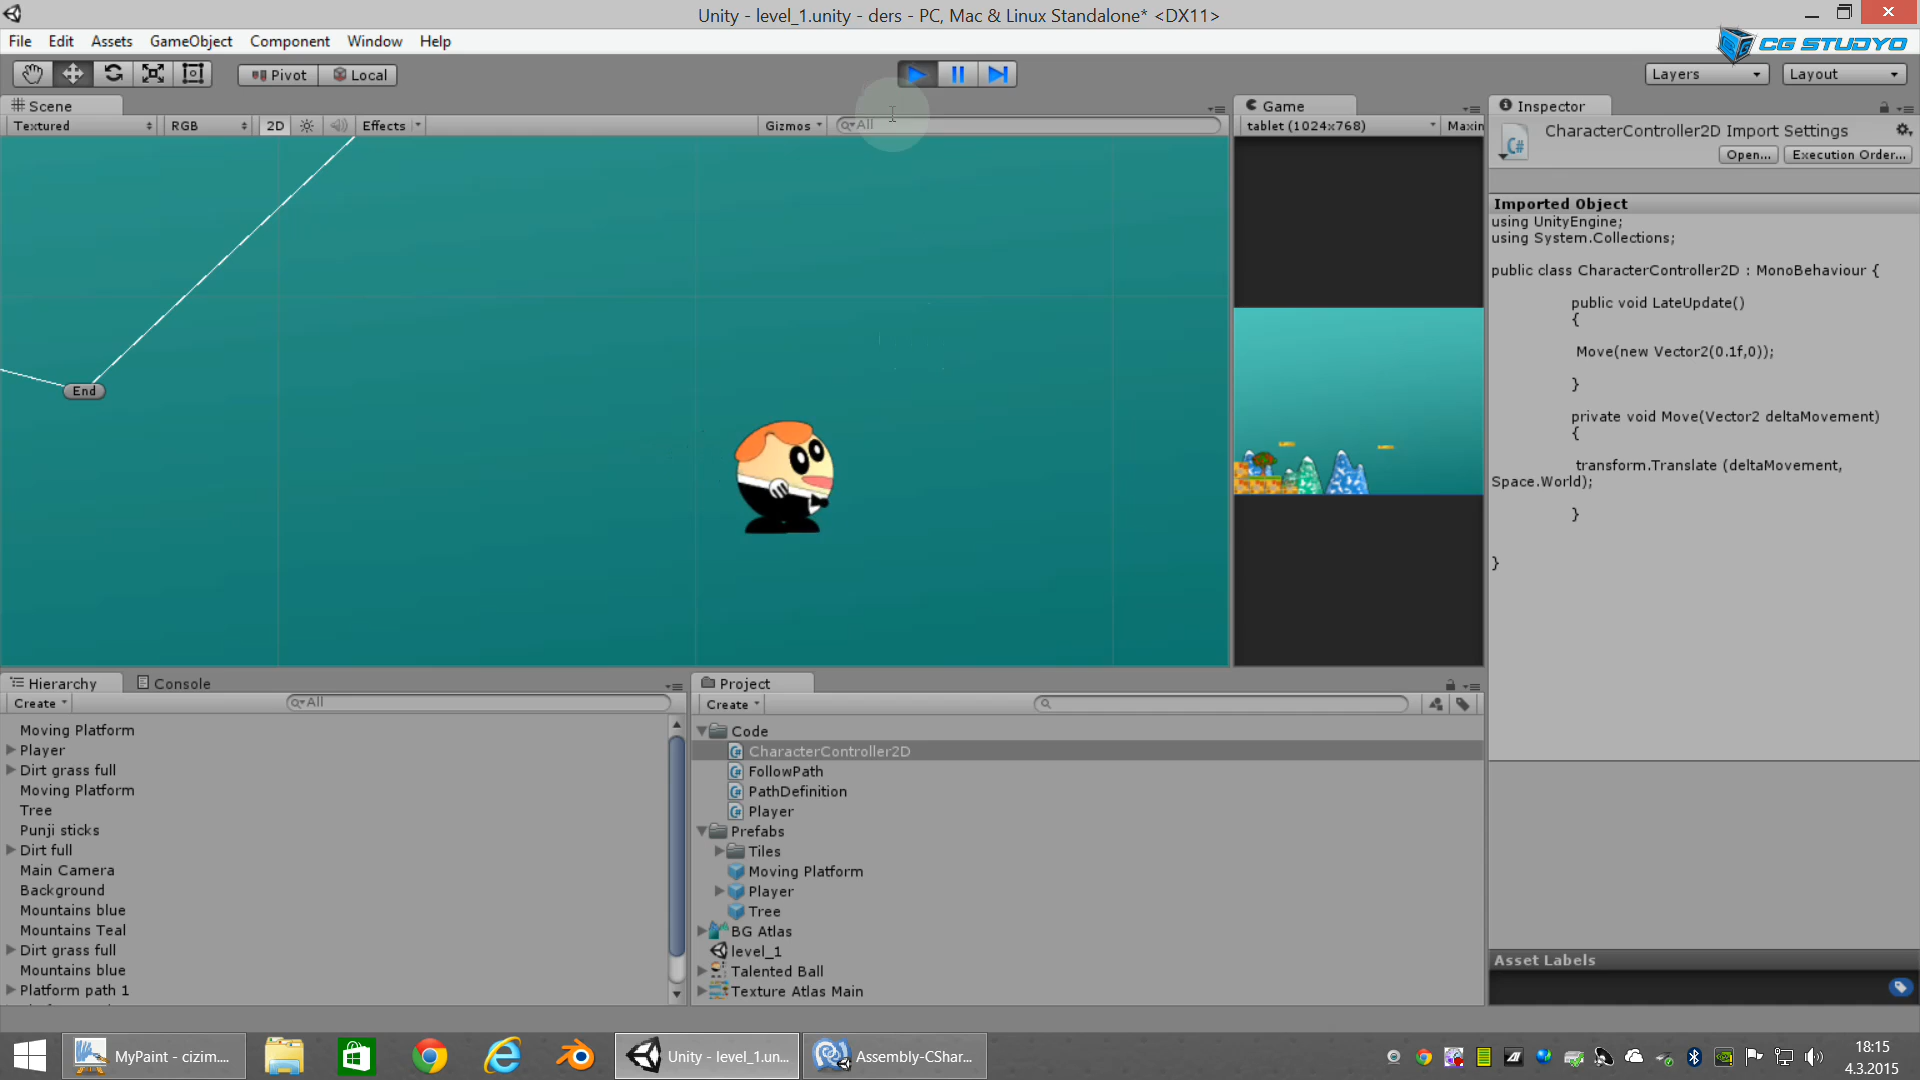 Unity - level_1.unity - ders - PC, Mac & Linux Standalone* <DX11>
File Edit Assets GameObject Component Window Help
CG STUDYO
Pivot Local
Layers Layout
Scene
Game
Inspector
Textured RGB 2D Effects Gizmos All
tablet (1024x768) Maxin
CharacterController2D Import Settings
Open... Execution Order...
Imported Object
using UnityEngine;
using System.Collections;
public class CharacterController2D : MonoBehaviour {
public void LateUpdate()
{
Move(new Vector2(0.1f,0));
}
private void Move(Vector2 deltaMovement)
{
transform.Translate (deltaMovement,
Space.World);
}
}
End
Hierarchy Console
Create All
Moving Platform
Player
Dirt grass full
Moving Platform
Tree
Punji sticks
Dirt full
Main Camera
Background
Mountains blue
Mountains Teal
Dirt grass full
Mountains blue
Platform path 1
Project
Create
Code
CharacterController2D
FollowPath
PathDefinition
Player
Prefabs
Tiles
Moving Platform
Player
Tree
BG Atlas
level_1
Talented Ball
Texture Atlas Main
Asset Labels
MyPaint - cizim....
Unity - level_1.un...
Assembly-CShar...
18:15
4.3.2015